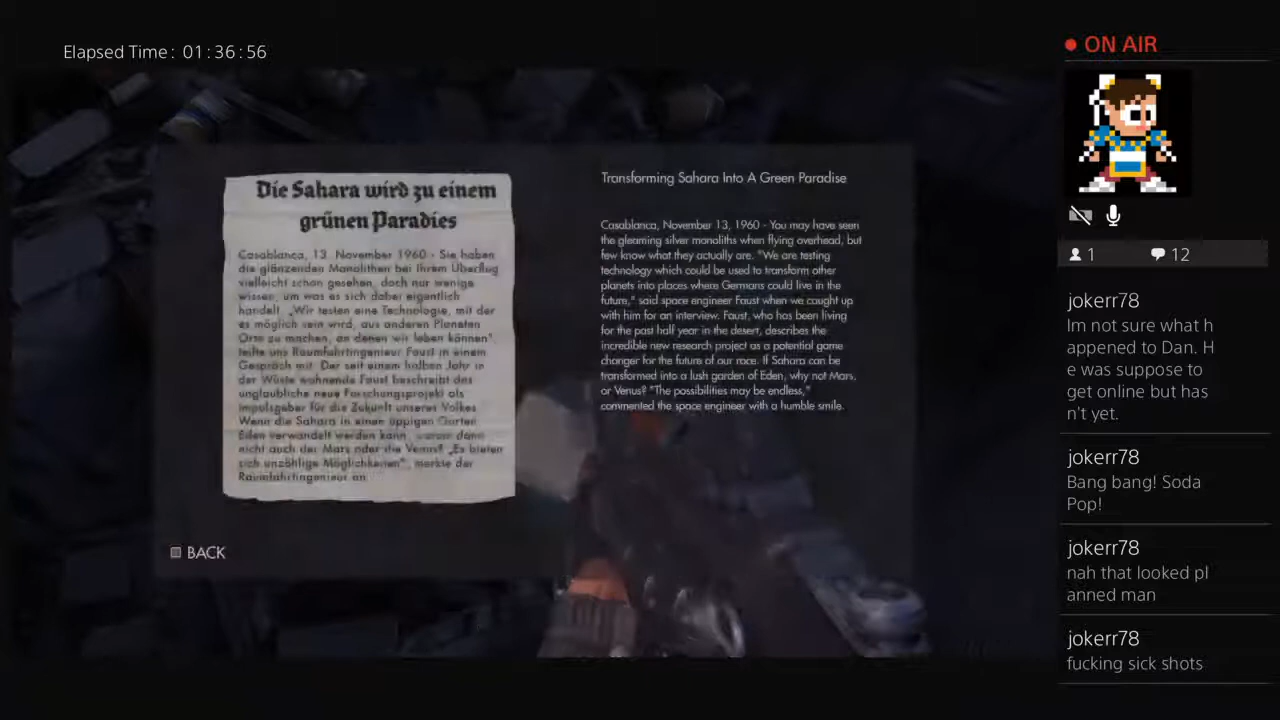 Elapsed Time: 01:36:56
Die Sahara wird zu einem
grünen Paradies
Casablanca, 13. November 1960 - Sie haben
die glänzenden Monolithen bei Ihrem Überflug
vielleicht schon gesehen, doch nur wenige
wissen, um was es sich dabei eigentlich
handelt. „Wir testen eine Technologie, mit der
es möglich sein wird, aus anderen Planeten
Orte zu machen, an denen wir leben können",
teilte uns Raumfahrtingenieur Faust in einem
Gespräch mit. Der seit einem halben Jahr in
der Wüste wohnende Faust beschreibt das
unglaubliche neue Forschungsprojekt als
Impulsgeber für die Zukunft unseres Volkes.
Wenn die Sahara in einen üppigen Garten
Eden verwandelt werden kann, warum dann
nicht auch der Mars oder die Venus? „Es bieten
sich unzählige Möglichkeiten", merkte der
Raumfahrtingenieur an.
Transforming Sahara Into A Green Paradise
Casablanca, November 13, 1960 - You may have seen
the gleaming silver monoliths when flying overhead, but
few know what they actually are. "We are testing
technology which could be used to transform other
planets into places where Germans could live in the
future," said space engineer Faust when we caught up
with him for an interview. Faust, who has been living
for the past half year in the desert, describes the
incredible new research project as a potential game
changer for the future of our race. If Sahara can be
transformed into a lush garden of Eden, why not Mars,
or Venus? "The possibilities may be endless,"
commented the space engineer with a humble smile.
BACK
ON AIR
1
12
jokerr78
Im not sure what h
appened to Dan. H
e was suppose to
get online but has
n't yet.
jokerr78
Bang bang! Soda
Pop!
jokerr78
nah that looked pl
anned man
jokerr78
fucking sick shots